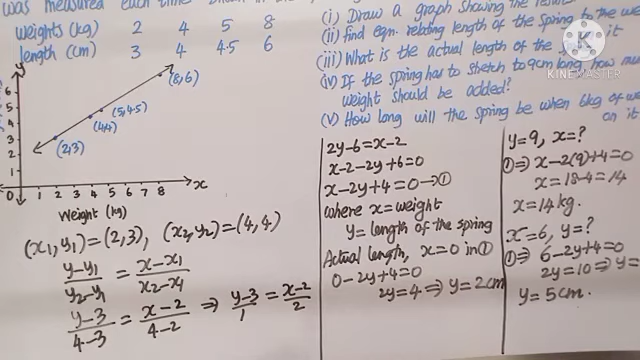 was measured each time
weights (kg) 2 4 5 8
length (cm) 3 4 4.5 6
(i) Draw a graph showing the
(ii) find eqn. relating length of the spring to the
(iii) What is the actual length of the
it
(iv) If the spring has to stretch to 9cm long, how
weight should be added?
(v) How long will the spring be when 6kg of
on it
KINEMASTER
y
6
5
4
3
2
1
0 1 2 3 4 5 6 7 8 x
(2,3)
(4,4)
(5,4.5)
(8,6)
Weight (kg)
(x1, y1) = (2,3), (x2, y2) = (4,4)
y-y1 / y2-y1 = x-x1 / x2-x1
y-3 / 4-3 = x-2 / 4-2 ⇒ y-3 / 1 = x-2 / 2
2y-6=x-2
x-2-2y+6=0
x-2y+4=0→①
where x=weight
y= length of the spring
Actual length, x=0 in ①
0-2y+4=0
2y=4 ⇒ y=2cm
y=9, x=?
①⇒ x-2(9)+4=0
x=18-4=14
x=14kg.
x=6, y=?
①⇒ 6-2y+4=0
2y=10 ⇒ y=
y=5cm.